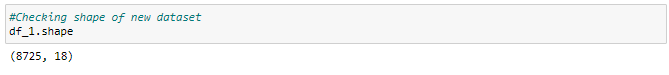 #Checking shape of new dataset
df_1.shape
(8725, 18)